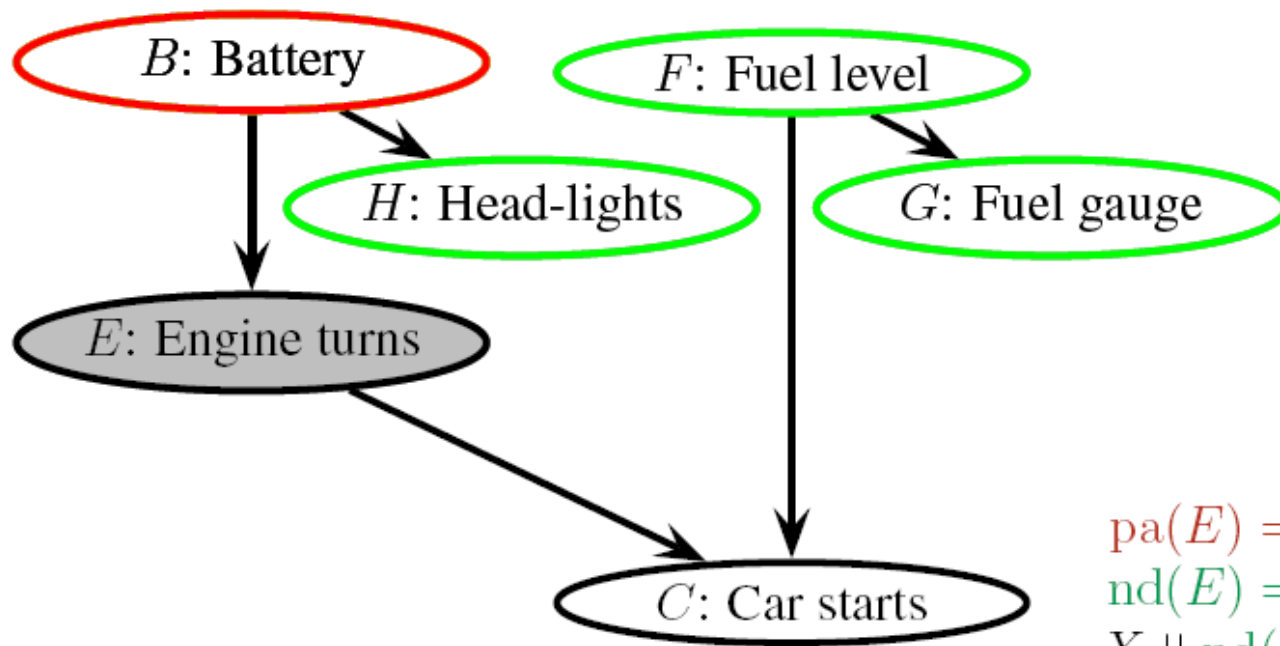 B: Battery
F: Fuel level
H: Head-lights
G: Fuel gauge
E: Engine turns
C: Car starts
pa(E) =
nd(E) =